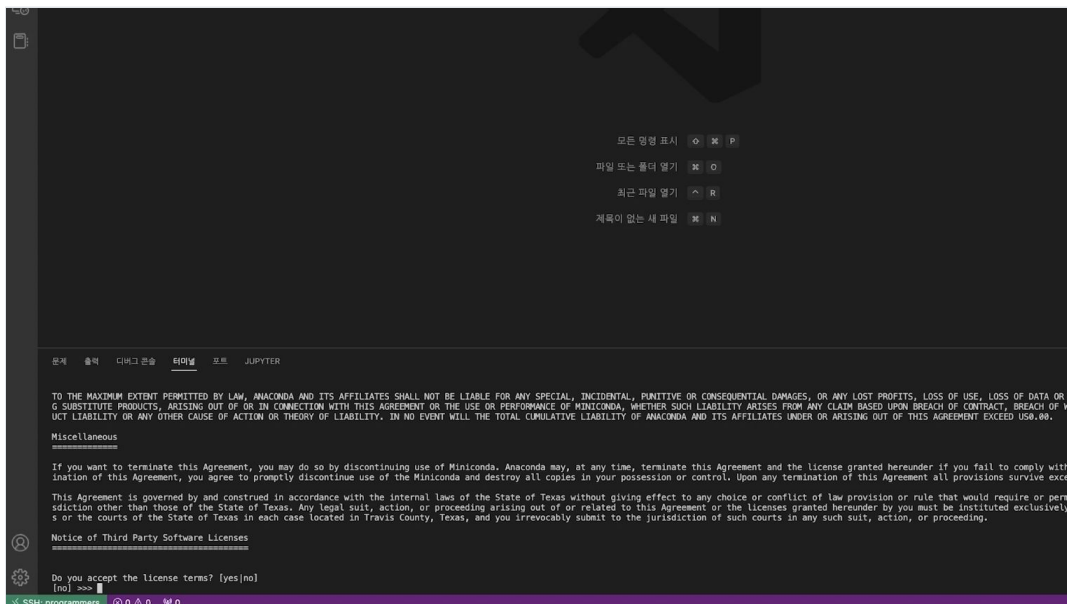 모든 명령 표시 ⇧ ⌘ P
파일 또는 폴더 열기 ⌘ O
최근 파일 열기 ^ R
제목이 없는 새 파일 ⌘ N
문제 출력 디버그 콘솔 터미널 포트 JUPYTER
TO THE MAXIMUM EXTENT PERMITTED BY LAW, ANACONDA AND ITS AFFILIATES SHALL NOT BE LIABLE FOR ANY SPECIAL, INCIDENTAL, PUNITIVE OR CONSEQUENTIAL DAMAGES, OR ANY LOST PROFITS, LOSS OF USE, LOSS OF DATA OR
G SUBSTITUTE PRODUCTS, ARISING OUT OF OR IN CONNECTION WITH THIS AGREEMENT OR THE USE OR PERFORMANCE OF MINICONDA, WHETHER SUCH LIABILITY ARISES FROM ANY CLAIM BASED UPON BREACH OF CONTRACT, BREACH OF
UCT LIABILITY OR ANY OTHER CAUSE OF ACTION OR THEORY OF LIABILITY. IN NO EVENT WILL THE TOTAL CUMULATIVE LIABILITY OF ANACONDA AND ITS AFFILIATES UNDER OR ARISING OUT OF THIS AGREEMENT EXCEED US0.00.
Miscellaneous
=============
If you want to terminate this Agreement, you may do so by discontinuing use of Miniconda. Anaconda may, at any time, terminate this Agreement and the license granted hereunder if you fail to comply with
ination of this Agreement, you agree to promptly discontinue use of the Miniconda and destroy all copies in your possession or control. Upon any termination of this Agreement all provisions survive exce
This Agreement is governed by and construed in accordance with the internal laws of the State of Texas without giving effect to any choice or conflict of law provision or rule that would require or perm
sdiction other than those of the State of Texas. Any legal suit, action, or proceeding arising out of or related to this Agreement or the licenses granted hereunder by you must be instituted exclusively
s or the courts of the State of Texas in each case located in Travis County, Texas, and you irrevocably submit to the jurisdiction of such courts in any such suit, action, or proceeding.
Notice of Third Party Software Licenses
=======================================
Do you accept the license terms? [yes|no]
[no] >>>
SSH: programmers 0 0 0